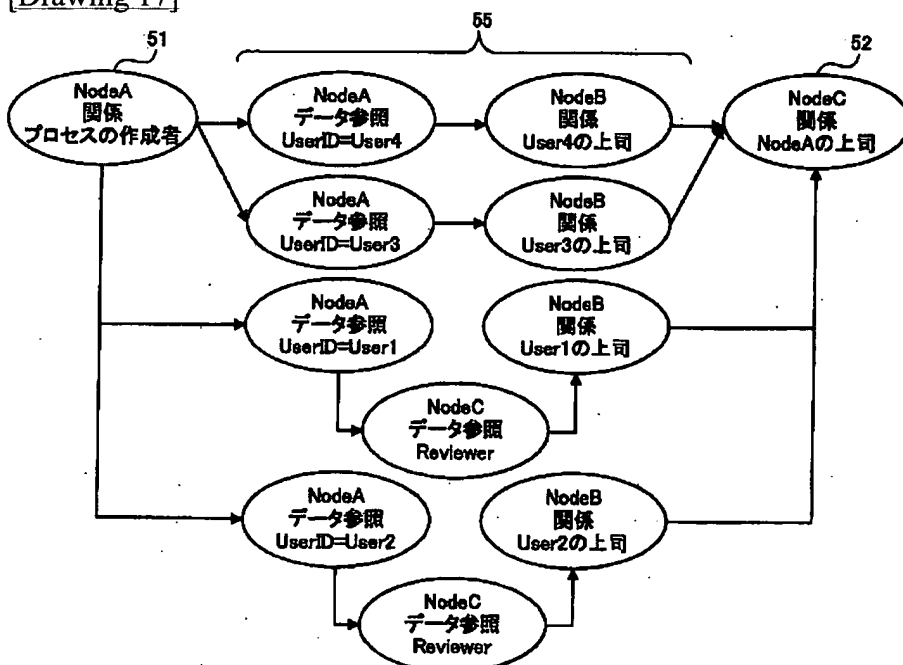 [Drawing 17]
51
55
52
NodeA
関係
プロセスの作成者
NodeA
データ参照
UserID=User4
NodeB
関係
User4の上司
NodeC
関係
NodeAの上司
NodeA
データ参照
UserID=User3
NodeB
関係
User3の上司
NodeA
データ参照
UserID=User1
NodeB
関係
User1の上司
NodeC
データ参照
Reviewer
NodeA
データ参照
UserID=User2
NodeB
関係
User2の上司
NodeC
データ参照
Reviewer